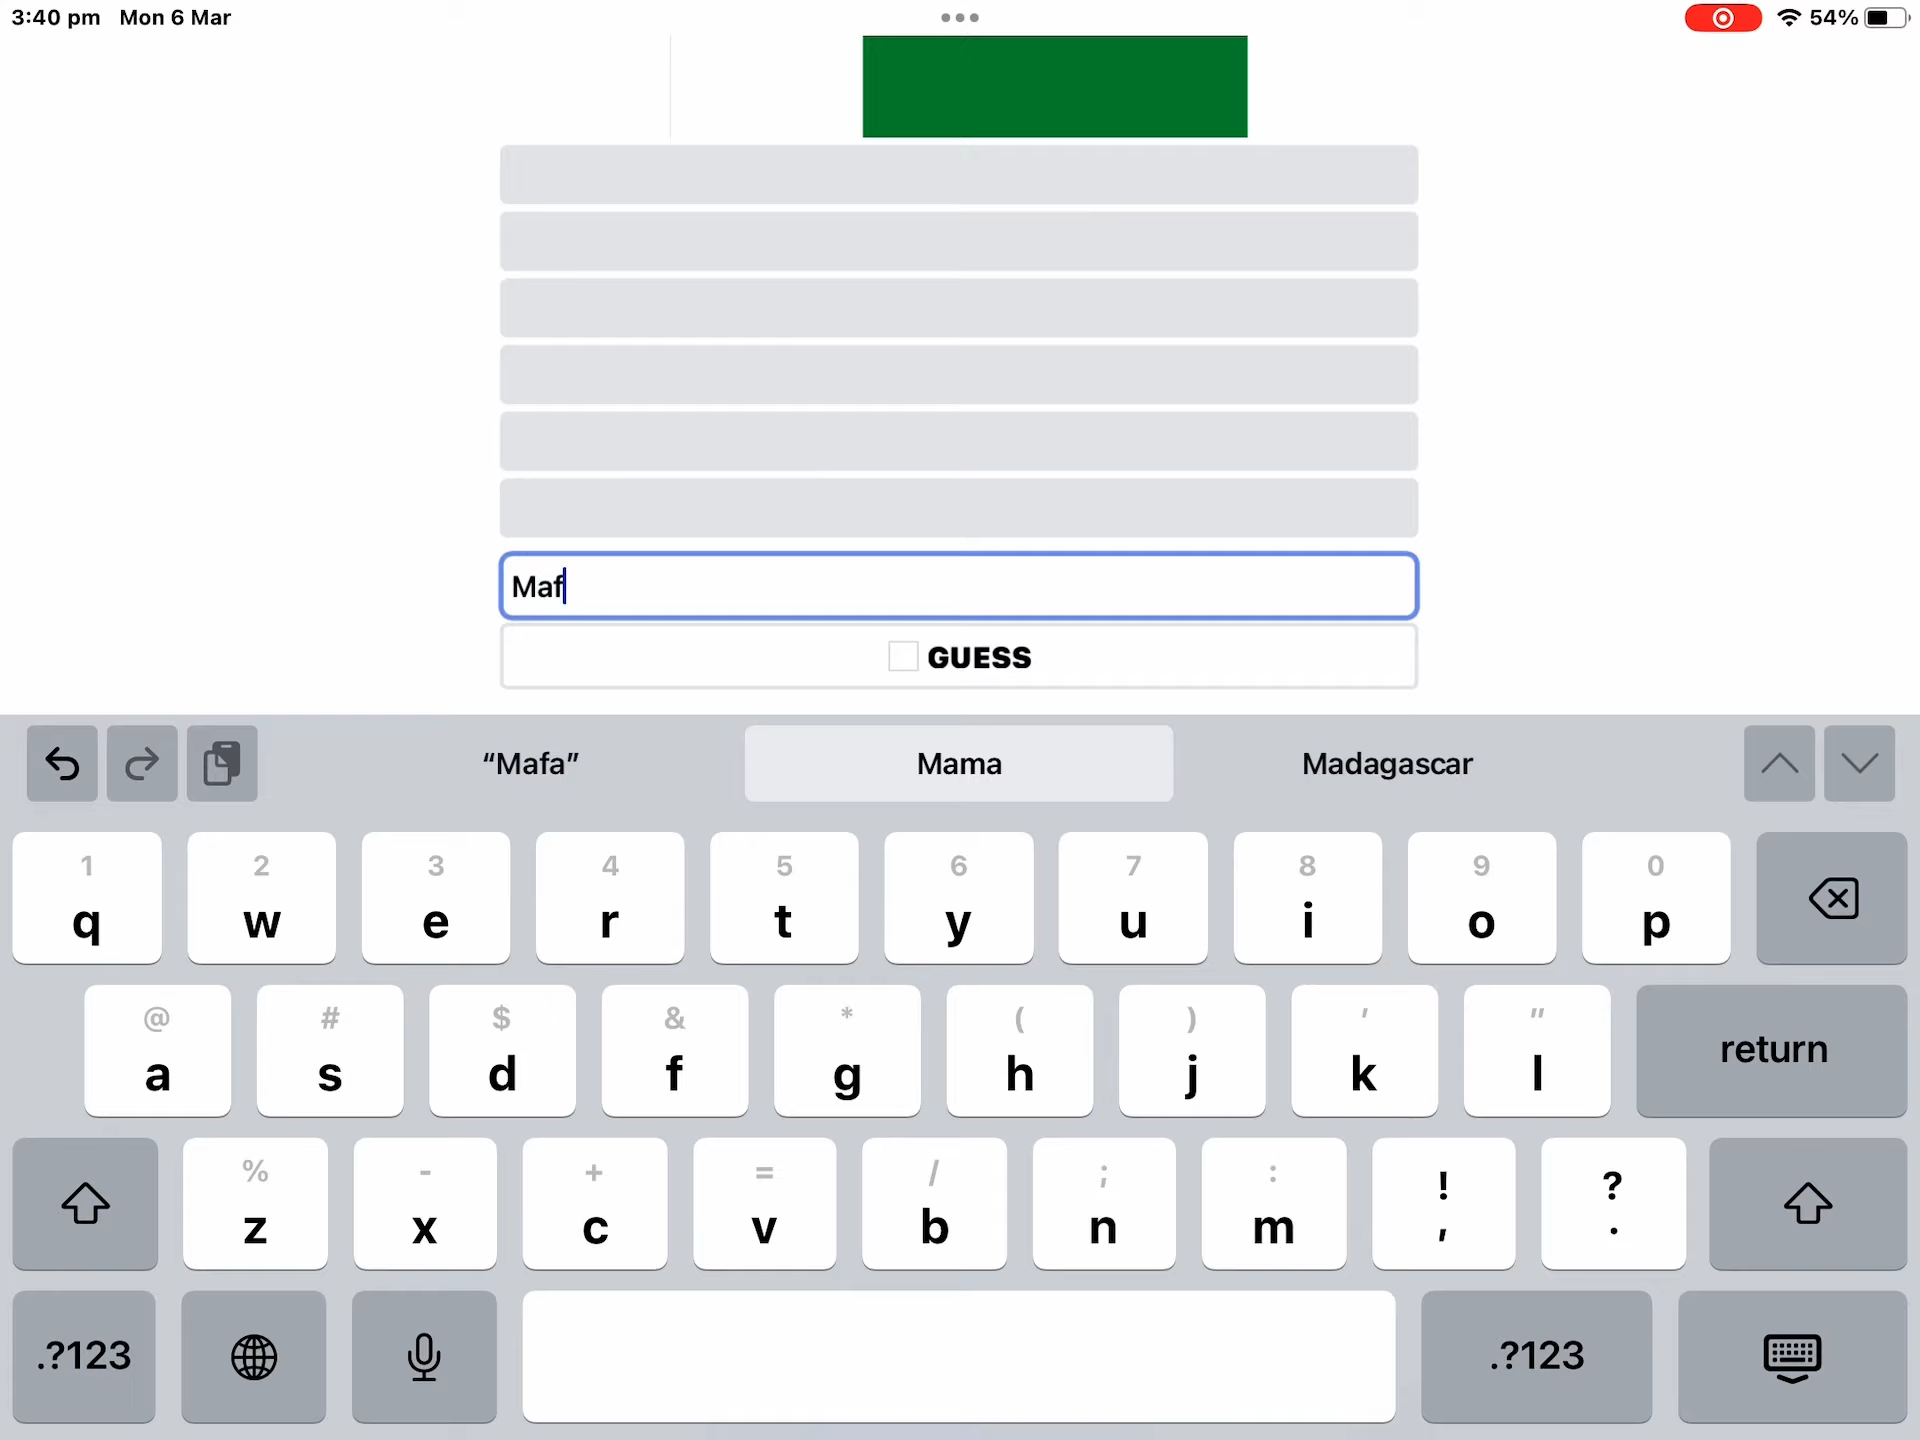 3:40 pm Mon 6 Mar
54%
Maf
GUESS
“Mafa” Mama Madagascar
1 2 3 4 5 6 7 8 9 0
q w e r t y u i o p
@ # $ & * ( ) ' "
a s d f g h j k l return
% - + = / ; : ! ?
z x c v b n m , .
.?123 .?123